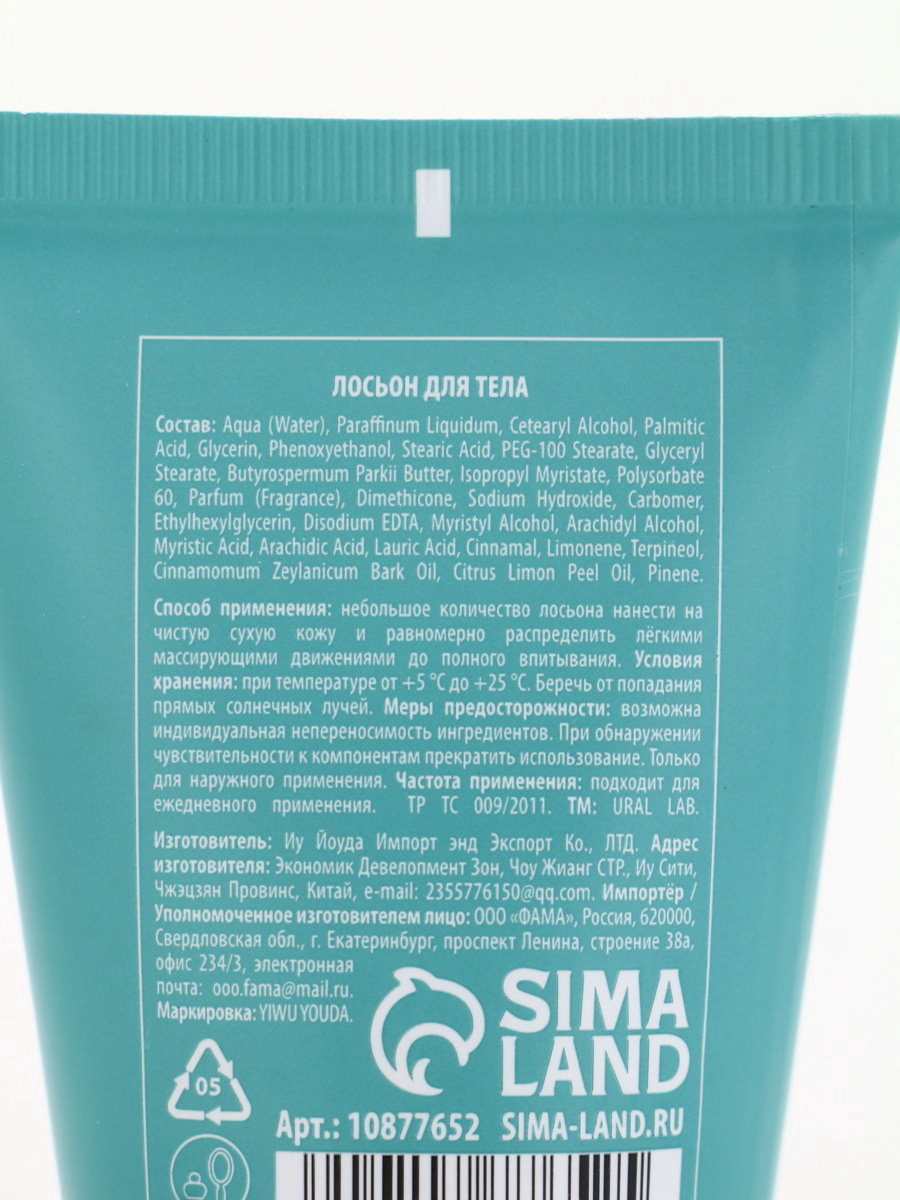 ЛОСЬОН ДЛЯ ТЕЛА
Состав: Aqua (Water), Paraffinum Liquidum, Cetearyl Alcohol, Palmitic
Acid, Glycerin, Phenoxyethanol, Stearic Acid, PEG-100 Stearate, Glyceryl
Stearate, Butyrospermum Parkii Butter, Isopropyl Myristate, Polysorbate
60, Parfum (Fragrance), Dimethicone, Sodium Hydroxide, Carbomer,
Ethylhexylglycerin, Disodium EDTA, Myristyl Alcohol, Arachidyl Alcohol,
Myristic Acid, Arachidic Acid, Lauric Acid, Cinnamal, Limonene, Terpineol,
Cinnamomum Zeylanicum Bark Oil, Citrus Limon Peel Oil, Pinene.
Способ применения: небольшое количество лосьона нанести на
чистую сухую кожу и равномерно распределить лёгкими
массирующими движениями до полного впитывания. Условия
хранения: при температуре от +5 °С до +25 °С. Беречь от попадания
прямых солнечных лучей. Меры предосторожности: возможна
индивидуальная непереносимость ингредиентов. При обнаружении
чувствительности к компонентам прекратить использование. Только
для наружного применения. Частота применения: подходит для
ежедневного применения. ТР ТС 009/2011. ТМ: URAL LAB.
Изготовитель: Иу Йоуда Импорт энд Экспорт Ко., ЛТД. Адрес
изготовителя: Экономик Девелопмент Зон, Чоу Жианг СТР., Иу Сити,
Чжэцзян Провинс, Китай, e-mail: 2355776150@qq.com. Импортёр /
Уполномоченное изготовителем лицо: ООО «ФАМА», Россия, 620000,
Свердловская обл., г. Екатеринбург, проспект Ленина, строение 38а,
офис 234/3, электронная
почта: ooo.fama@mail.ru.
Маркировка: YIWU YOUDA.
SIMA
LAND
05
Арт.: 10877652 SIMA-LAND.RU